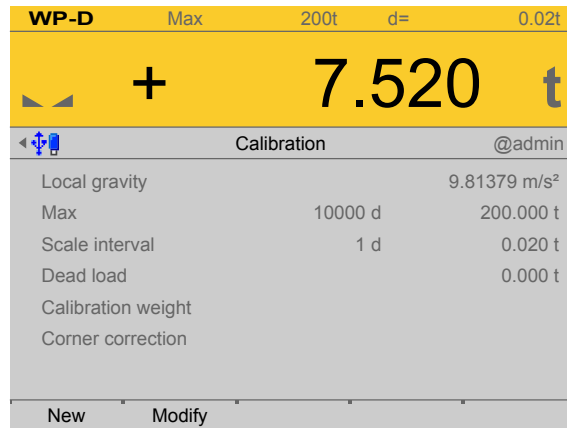 WP-D Max 200t d= 0.02t
+ 7.520 t
Calibration @admin
Local gravity 9.81379 m/s²
Max 10000 d 200.000 t
Scale interval 1 d 0.020 t
Dead load 0.000 t
Calibration weight
Corner correction
New Modify